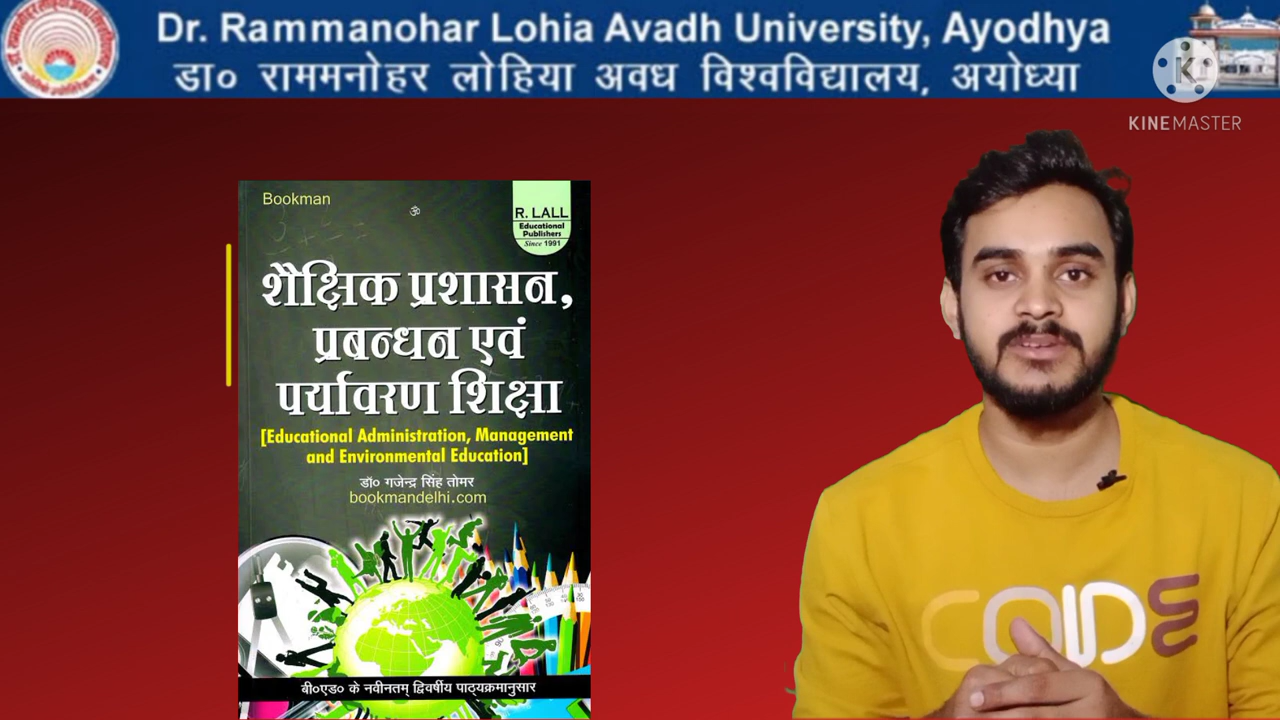 Dr. Rammanohar Lohia Avadh University, Ayodhya
डा० राममनोहर लोहिया अवध विश्वविद्यालय, अयोध्या
KINEMASTER
Bookman
ॐ
R. LALL
Educational
Publishers
Since 1991
शैक्षिक प्रशासन,
प्रबन्धन एवं
पर्यावरण शिक्षा
[Educational Administration, Management
and Environmental Education]
डॉ० गजेन्द्र सिंह तोमर
bookmandelhi.com
बी०एड० के नवीनतम् द्विवर्षीय पाठ्यक्रमानुसार
CODE